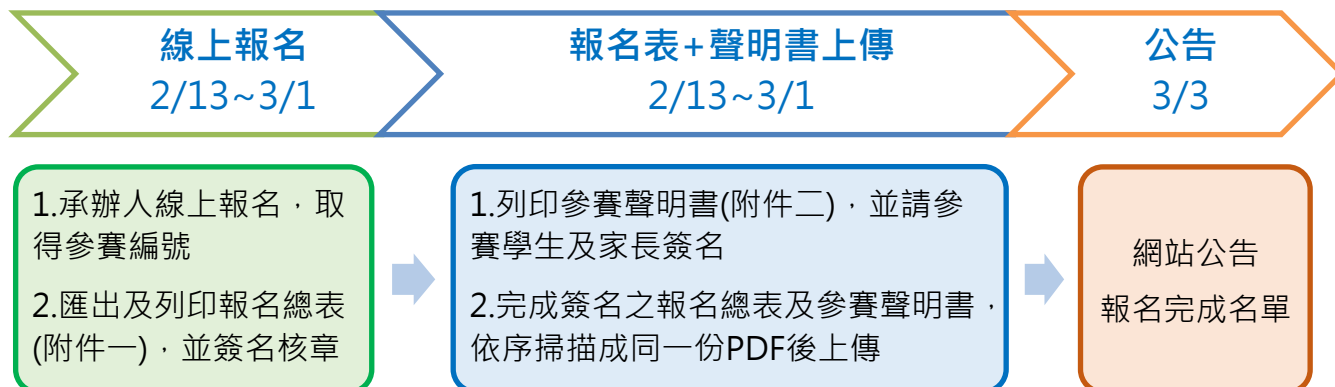 線上報名
2/13~3/1
報名表+聲明書上傳
2/13~3/1
公告
3/3
1.承辦人線上報名，取
得參賽編號
2.匯出及列印報名總表
(附件一)，並簽名核章
1.列印參賽聲明書(附件二)，並請參
賽學生及家長簽名
2.完成簽名之報名總表及參賽聲明書，
依序掃描成同一份PDF後上傳
網站公告
報名完成名單